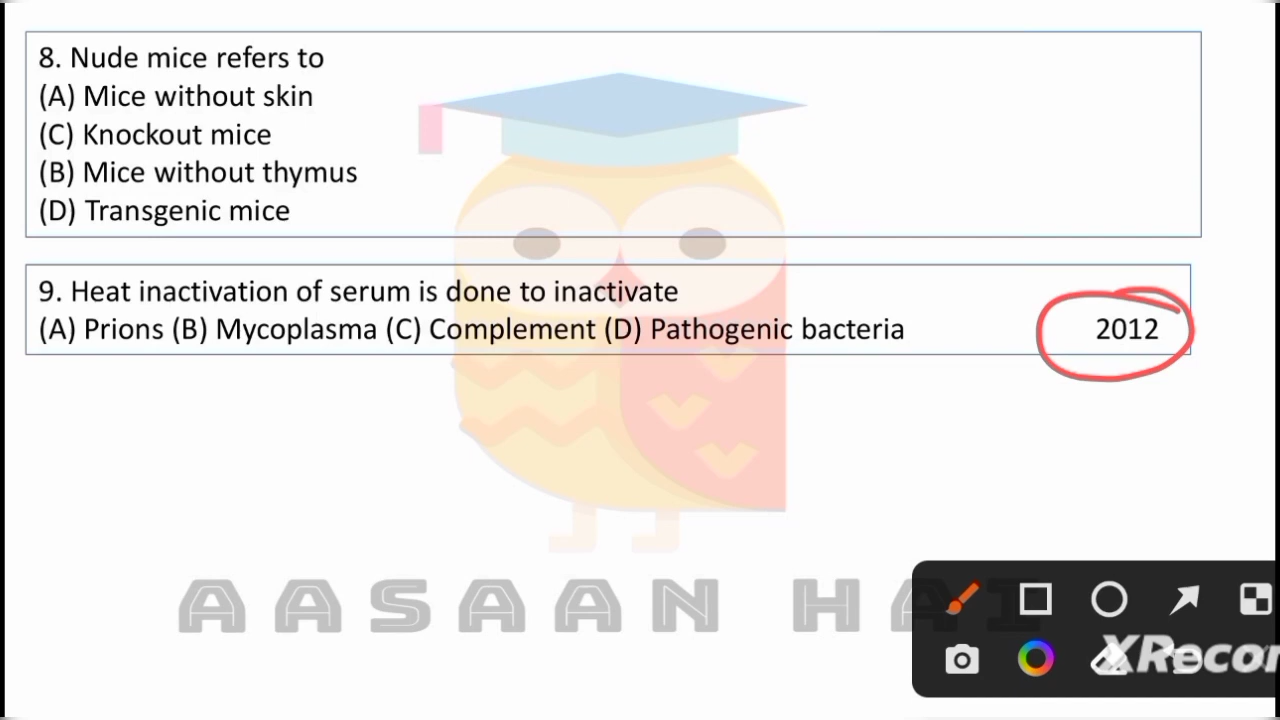 8. Nude mice refers to
(A) Mice without skin
(C) Knockout mice
(B) Mice without thymus
(D) Transgenic mice
9. Heat inactivation of serum is done to inactivate
(A) Prions (B) Mycoplasma (C) Complement (D) Pathogenic bacteria 2012
AASAAN HAI
XRecor